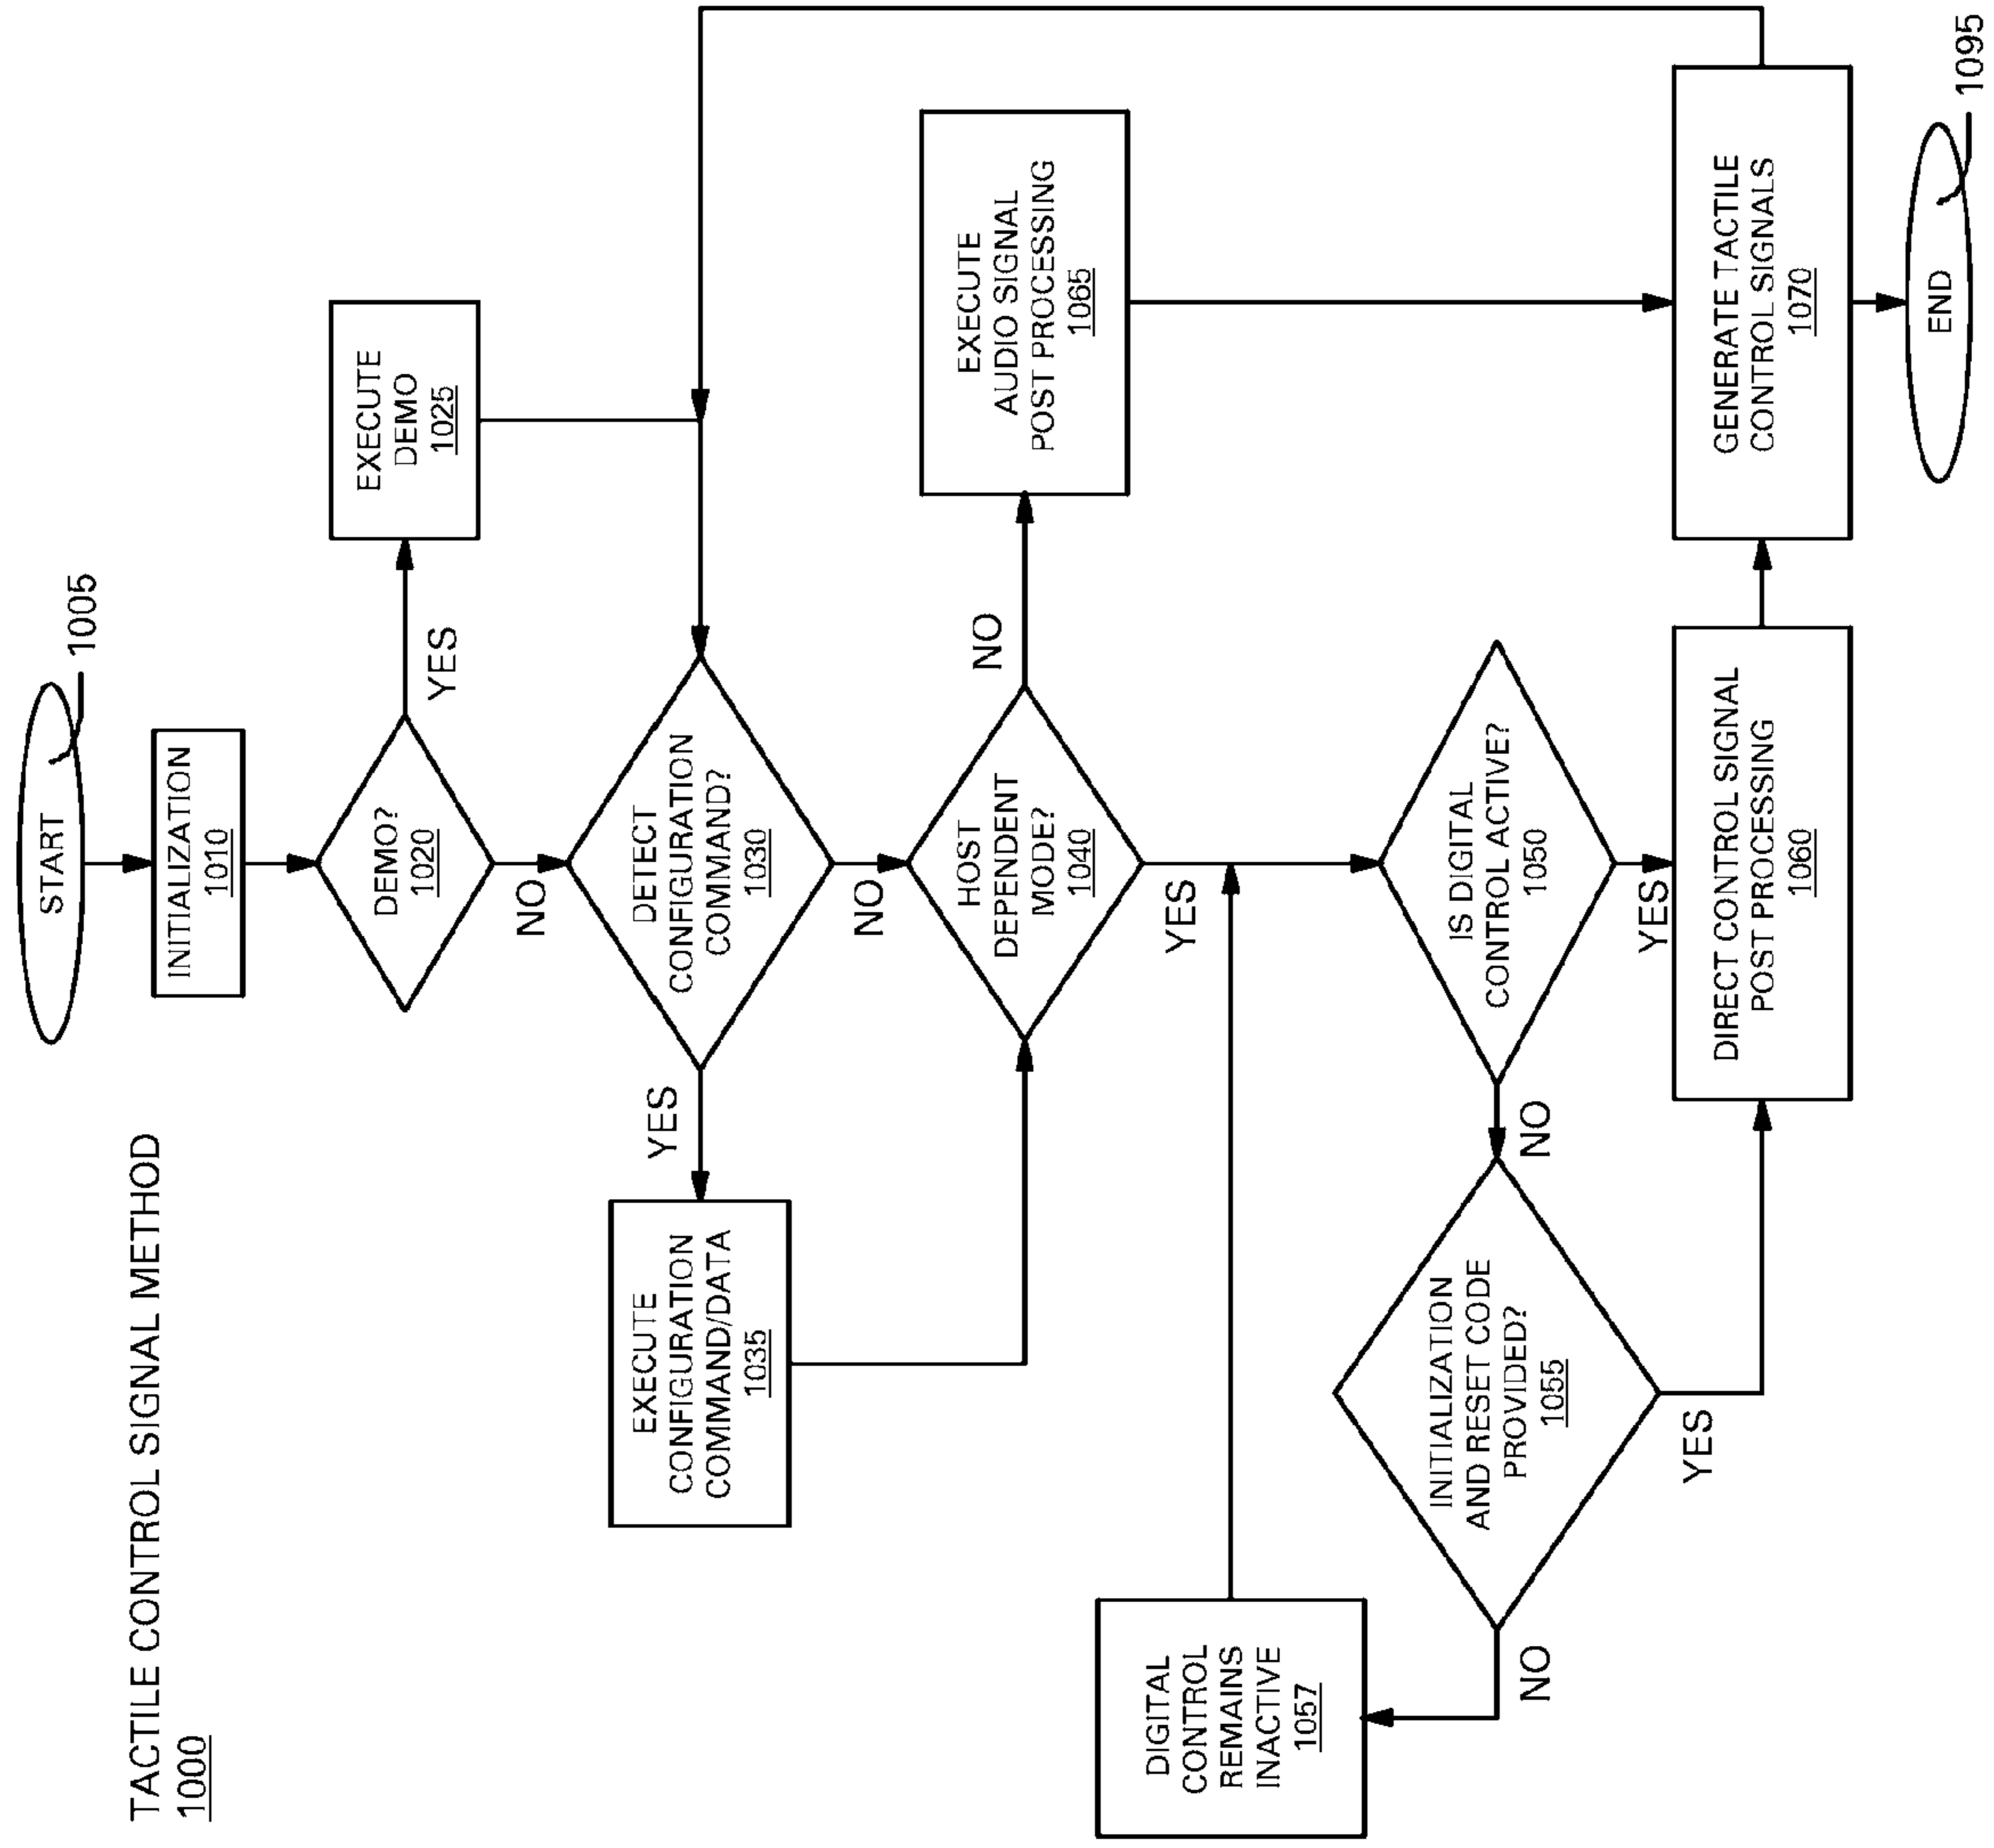 TACTILE CONTROL SIGNAL METHOD
1000
START
1005
INITIALIZATION
1010
DEMO?
1020
YES
EXECUTE
DEMO
1025
NO
DETECT
CONFIGURATION
COMMAND?
1030
YES
EXECUTE
CONFIGURATION
COMMAND/DATA
1035
NO
HOST
DEPENDENT
MODE?
1040
NO
EXECUTE
AUDIO SIGNAL
POST PROCESSING
1065
YES
IS DIGITAL
CONTROL ACTIVE?
1050
NO
INITIALIZATION
AND RESET CODE
PROVIDED?
1055
NO
DIGITAL
CONTROL
REMAINS
INACTIVE
1057
YES
YES
DIRECT CONTROL SIGNAL
POST PROCESSING
1060
GENERATE TACTILE
CONTROL SIGNALS
1070
END
1095